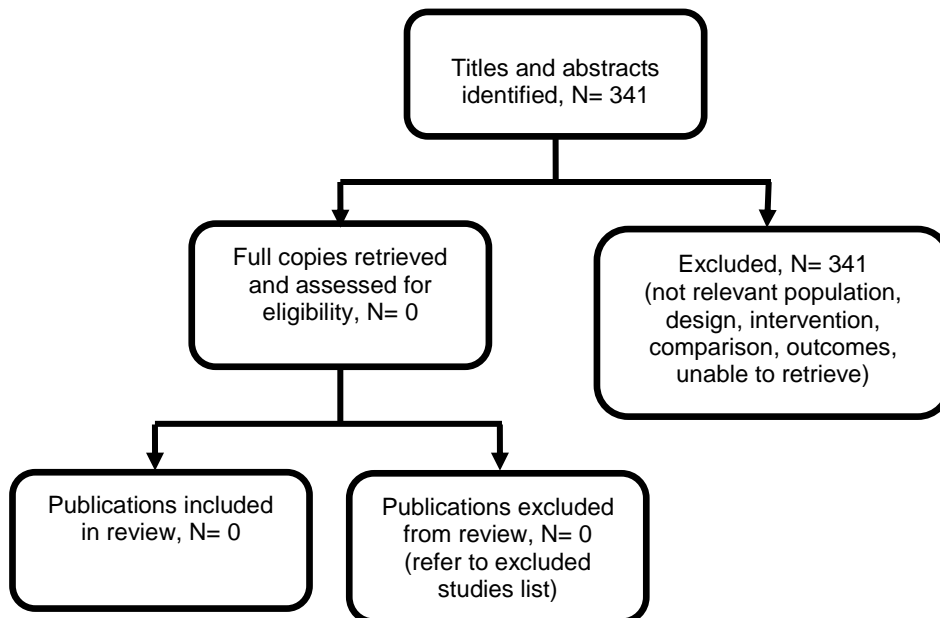 Titles and abstracts
identified, N= 341
Full copies retrieved
and assessed for
eligibility, N= 0
Excluded, N= 341
(not relevant population,
design, intervention,
comparison, outcomes,
unable to retrieve)
Publications included
in review, N= 0
Publications excluded
from review, N= 0
(refer to excluded
studies list)